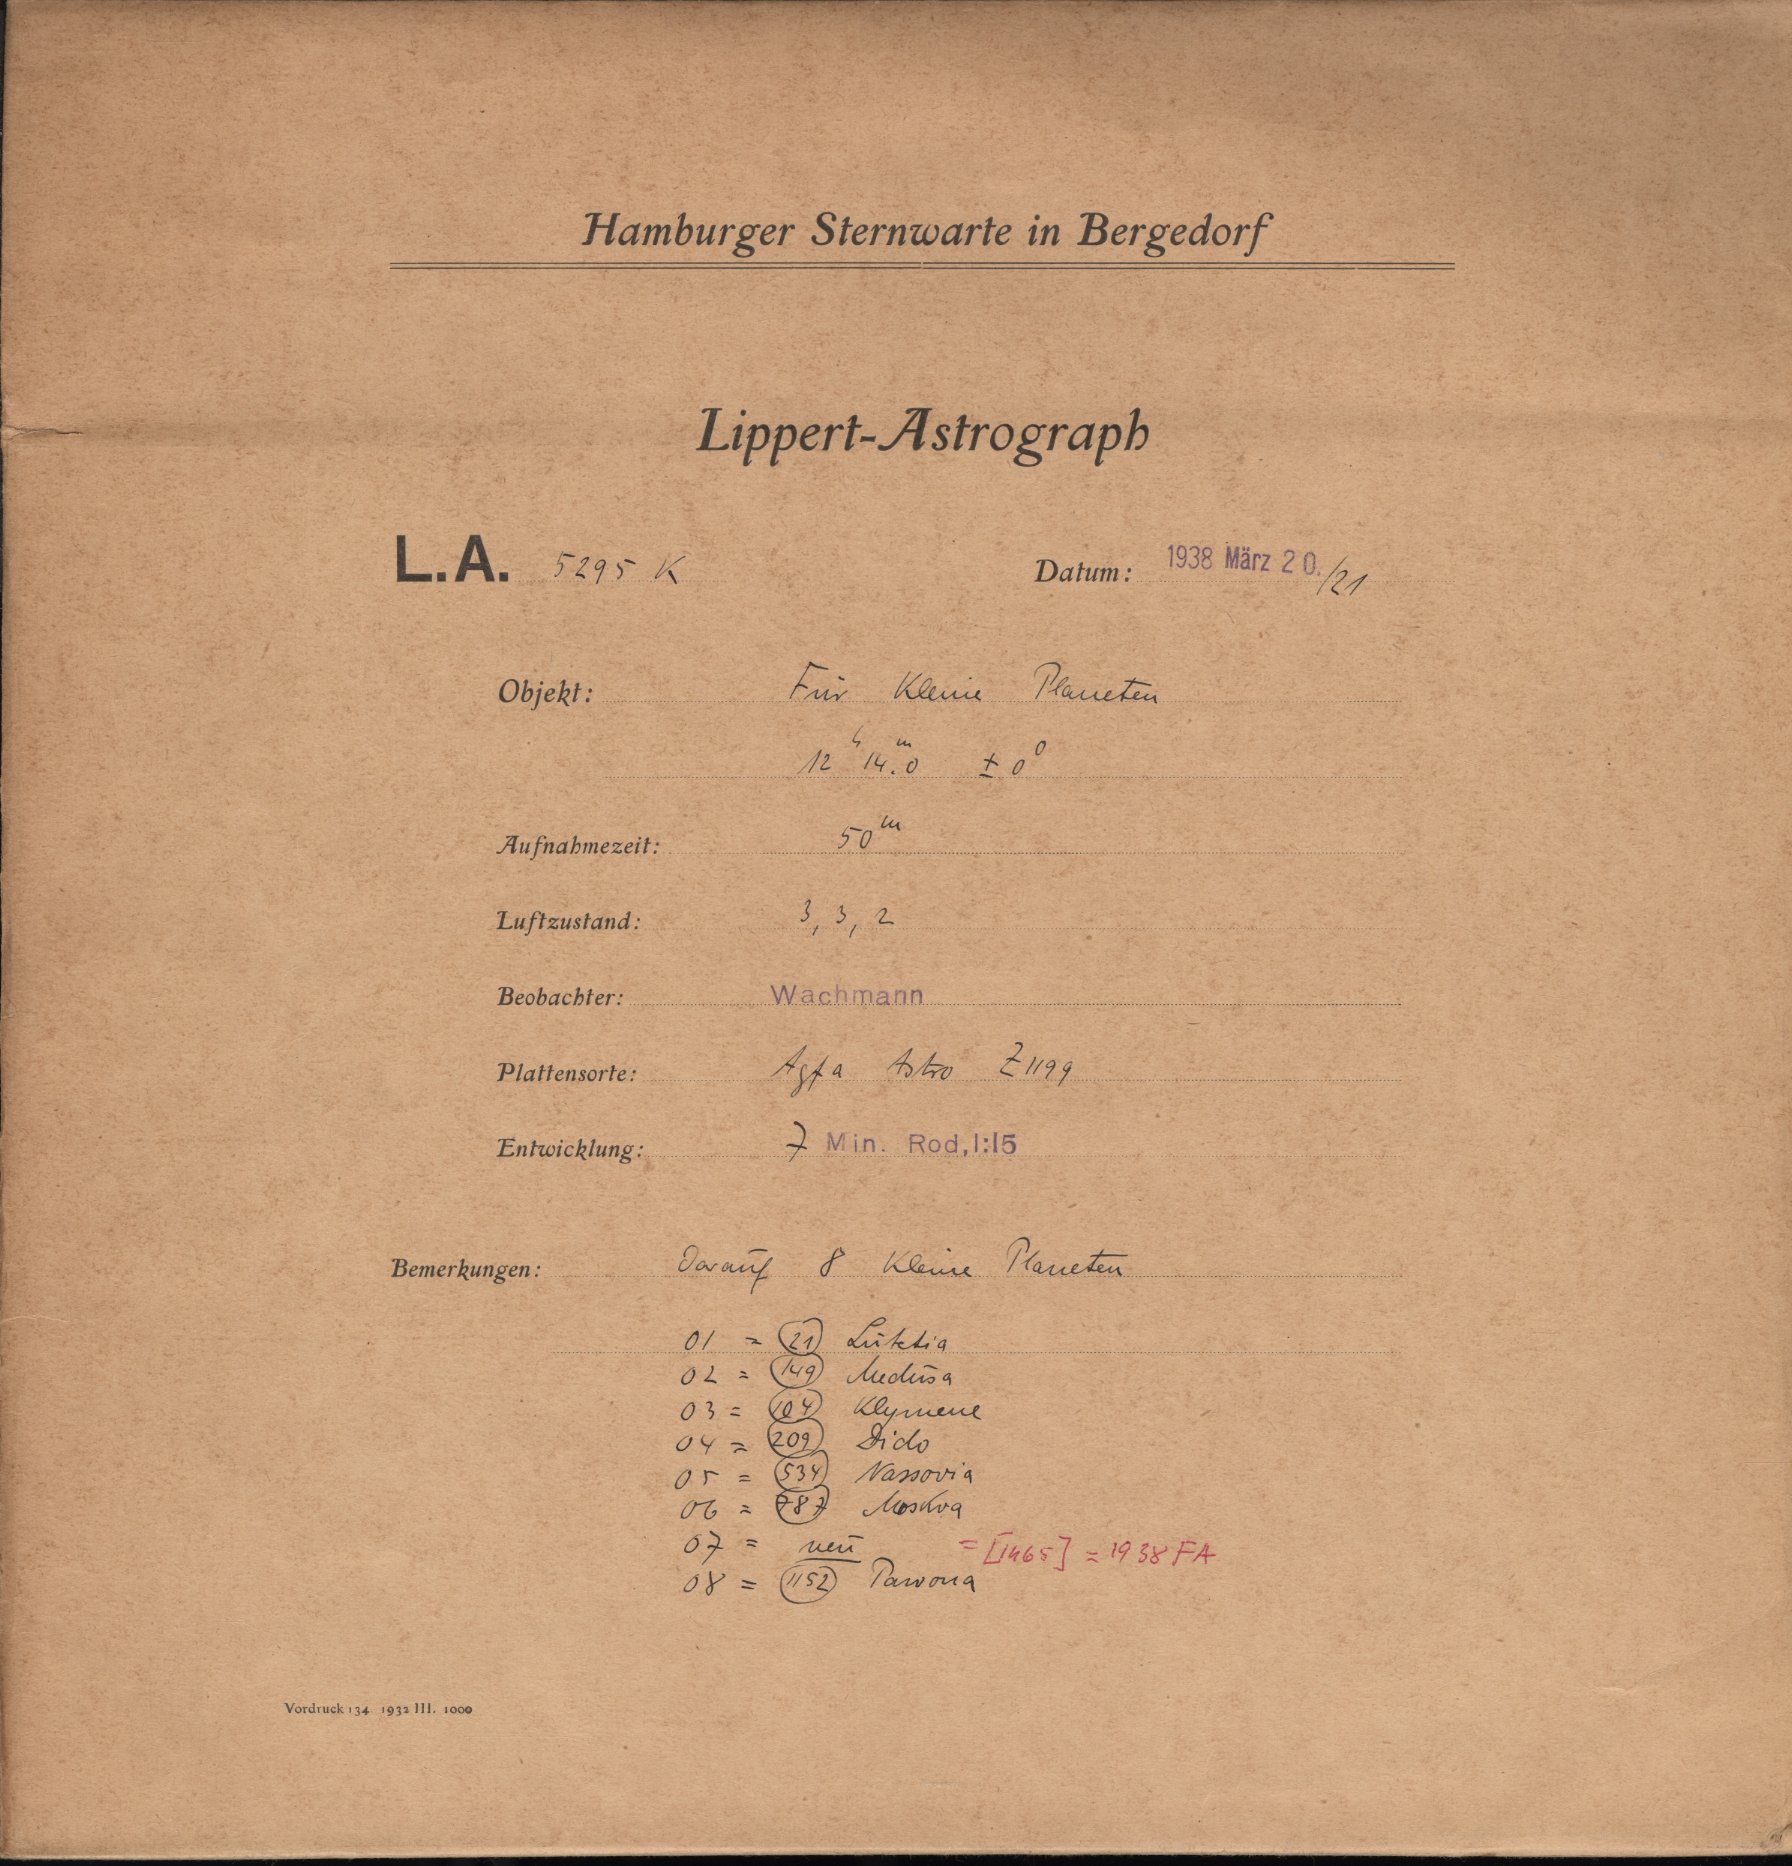 Hamburger Sternwarte in Bergedorf
Lippert-Astrograph
L.A. 5295 K Datum: 1938 März 20./21
Objekt: Für Kleine Planeten
12h 14m.0 ± 0°
Aufnahmezeit: 50m
Luftzustand: 3, 3, 2
Beobachter: Wachmann
Plattensorte: Agfa Astro Z1199
Entwicklung: 7 Min. Rod, 1:15
Bemerkungen: Darauf 8 Kleine Planeten
01 = (21) Lutetia
02 = (149) Medusa
03 = (104) Klymene
04 = (209) Dido
05 = (534) Nassovia
06 = (787) Moskva
07 = neu = [1465] = 1938 FA
08 = (1152) Pawona
Vordruck 134 1932 III. 1000